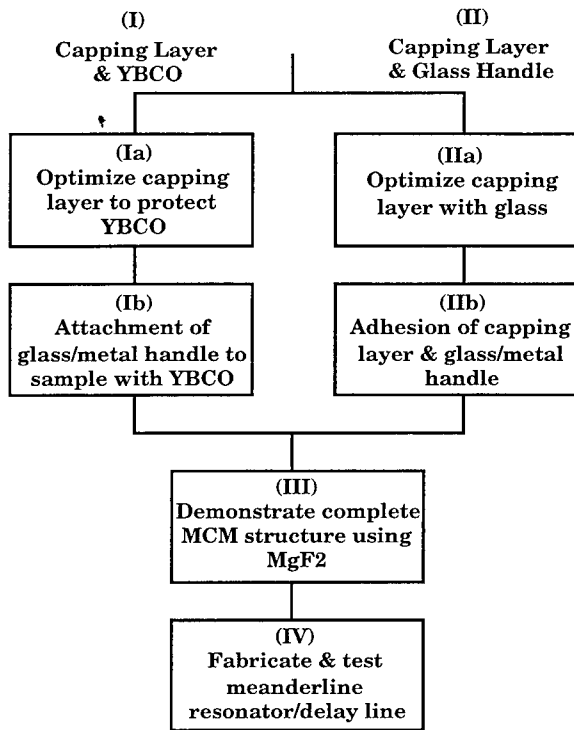 (I)
Capping Layer
& YBCO
(II)
Capping Layer
& Glass Handle
(Ia)
Optimize capping
layer to protect
YBCO
(IIa)
Optimize capping
layer with glass
(Ib)
Attachment of
glass/metal handle to
sample with YBCO
(IIb)
Adhesion of capping
layer & glass/metal
handle
(III)
Demonstrate complete
MCM structure using
MgF2
(IV)
Fabricate & test
meanderline
resonator/delay line